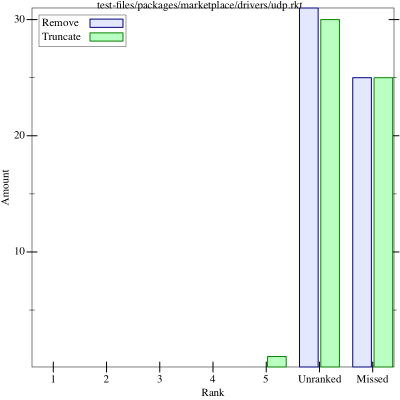 test-files/packages/marketplace/drivers/udp.rkt
Remove
Truncate
30
20
10
Amount
1 2 3 4 5 Unranked Missed
Rank